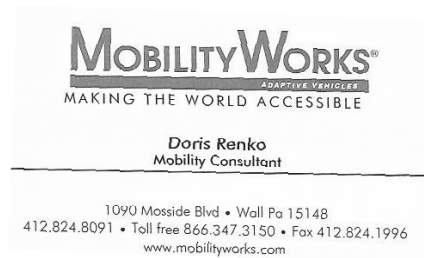 MOBILITYWORKS®
ADAPTIVE VEHICLES
MAKING THE WORLD ACCESSIBLE
Doris Renko
Mobility Consultant
1090 Mosside Blvd • Wall Pa 15148
412.824.8091 • Toll free 866.347.3150 • Fax 412.824.1996
www.mobilityworks.com